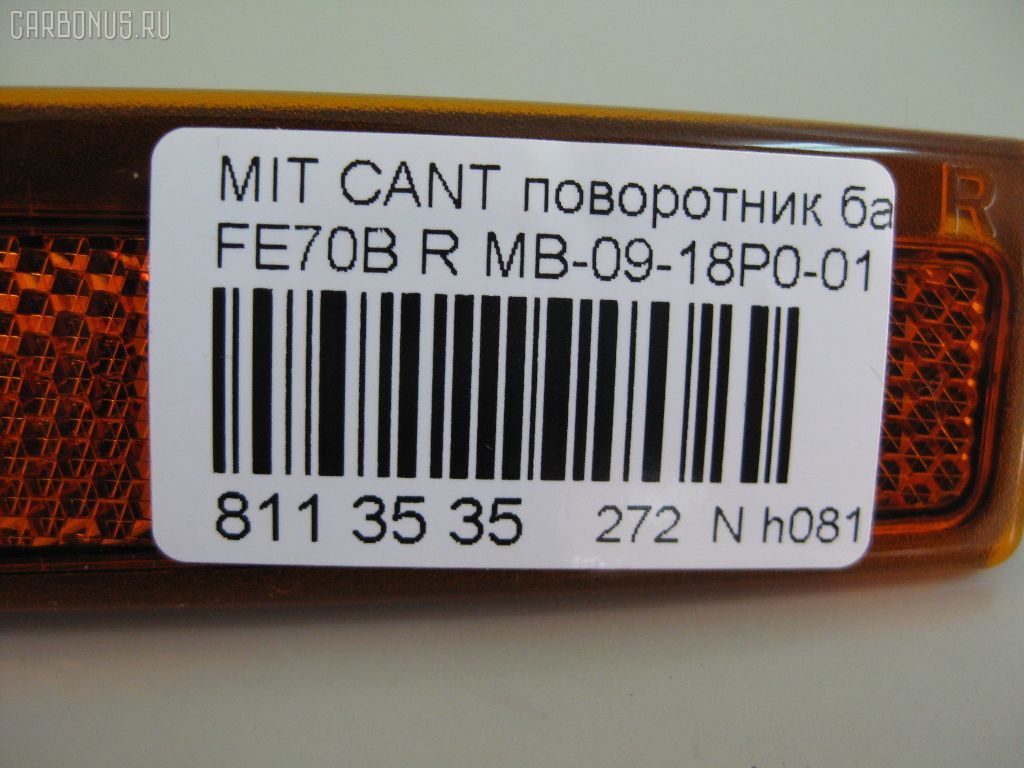 CARBONUS.RU
MIT CANT поворотник ба
FE70B R MB-09-18P0-01
R
811 35 35 272 N h081